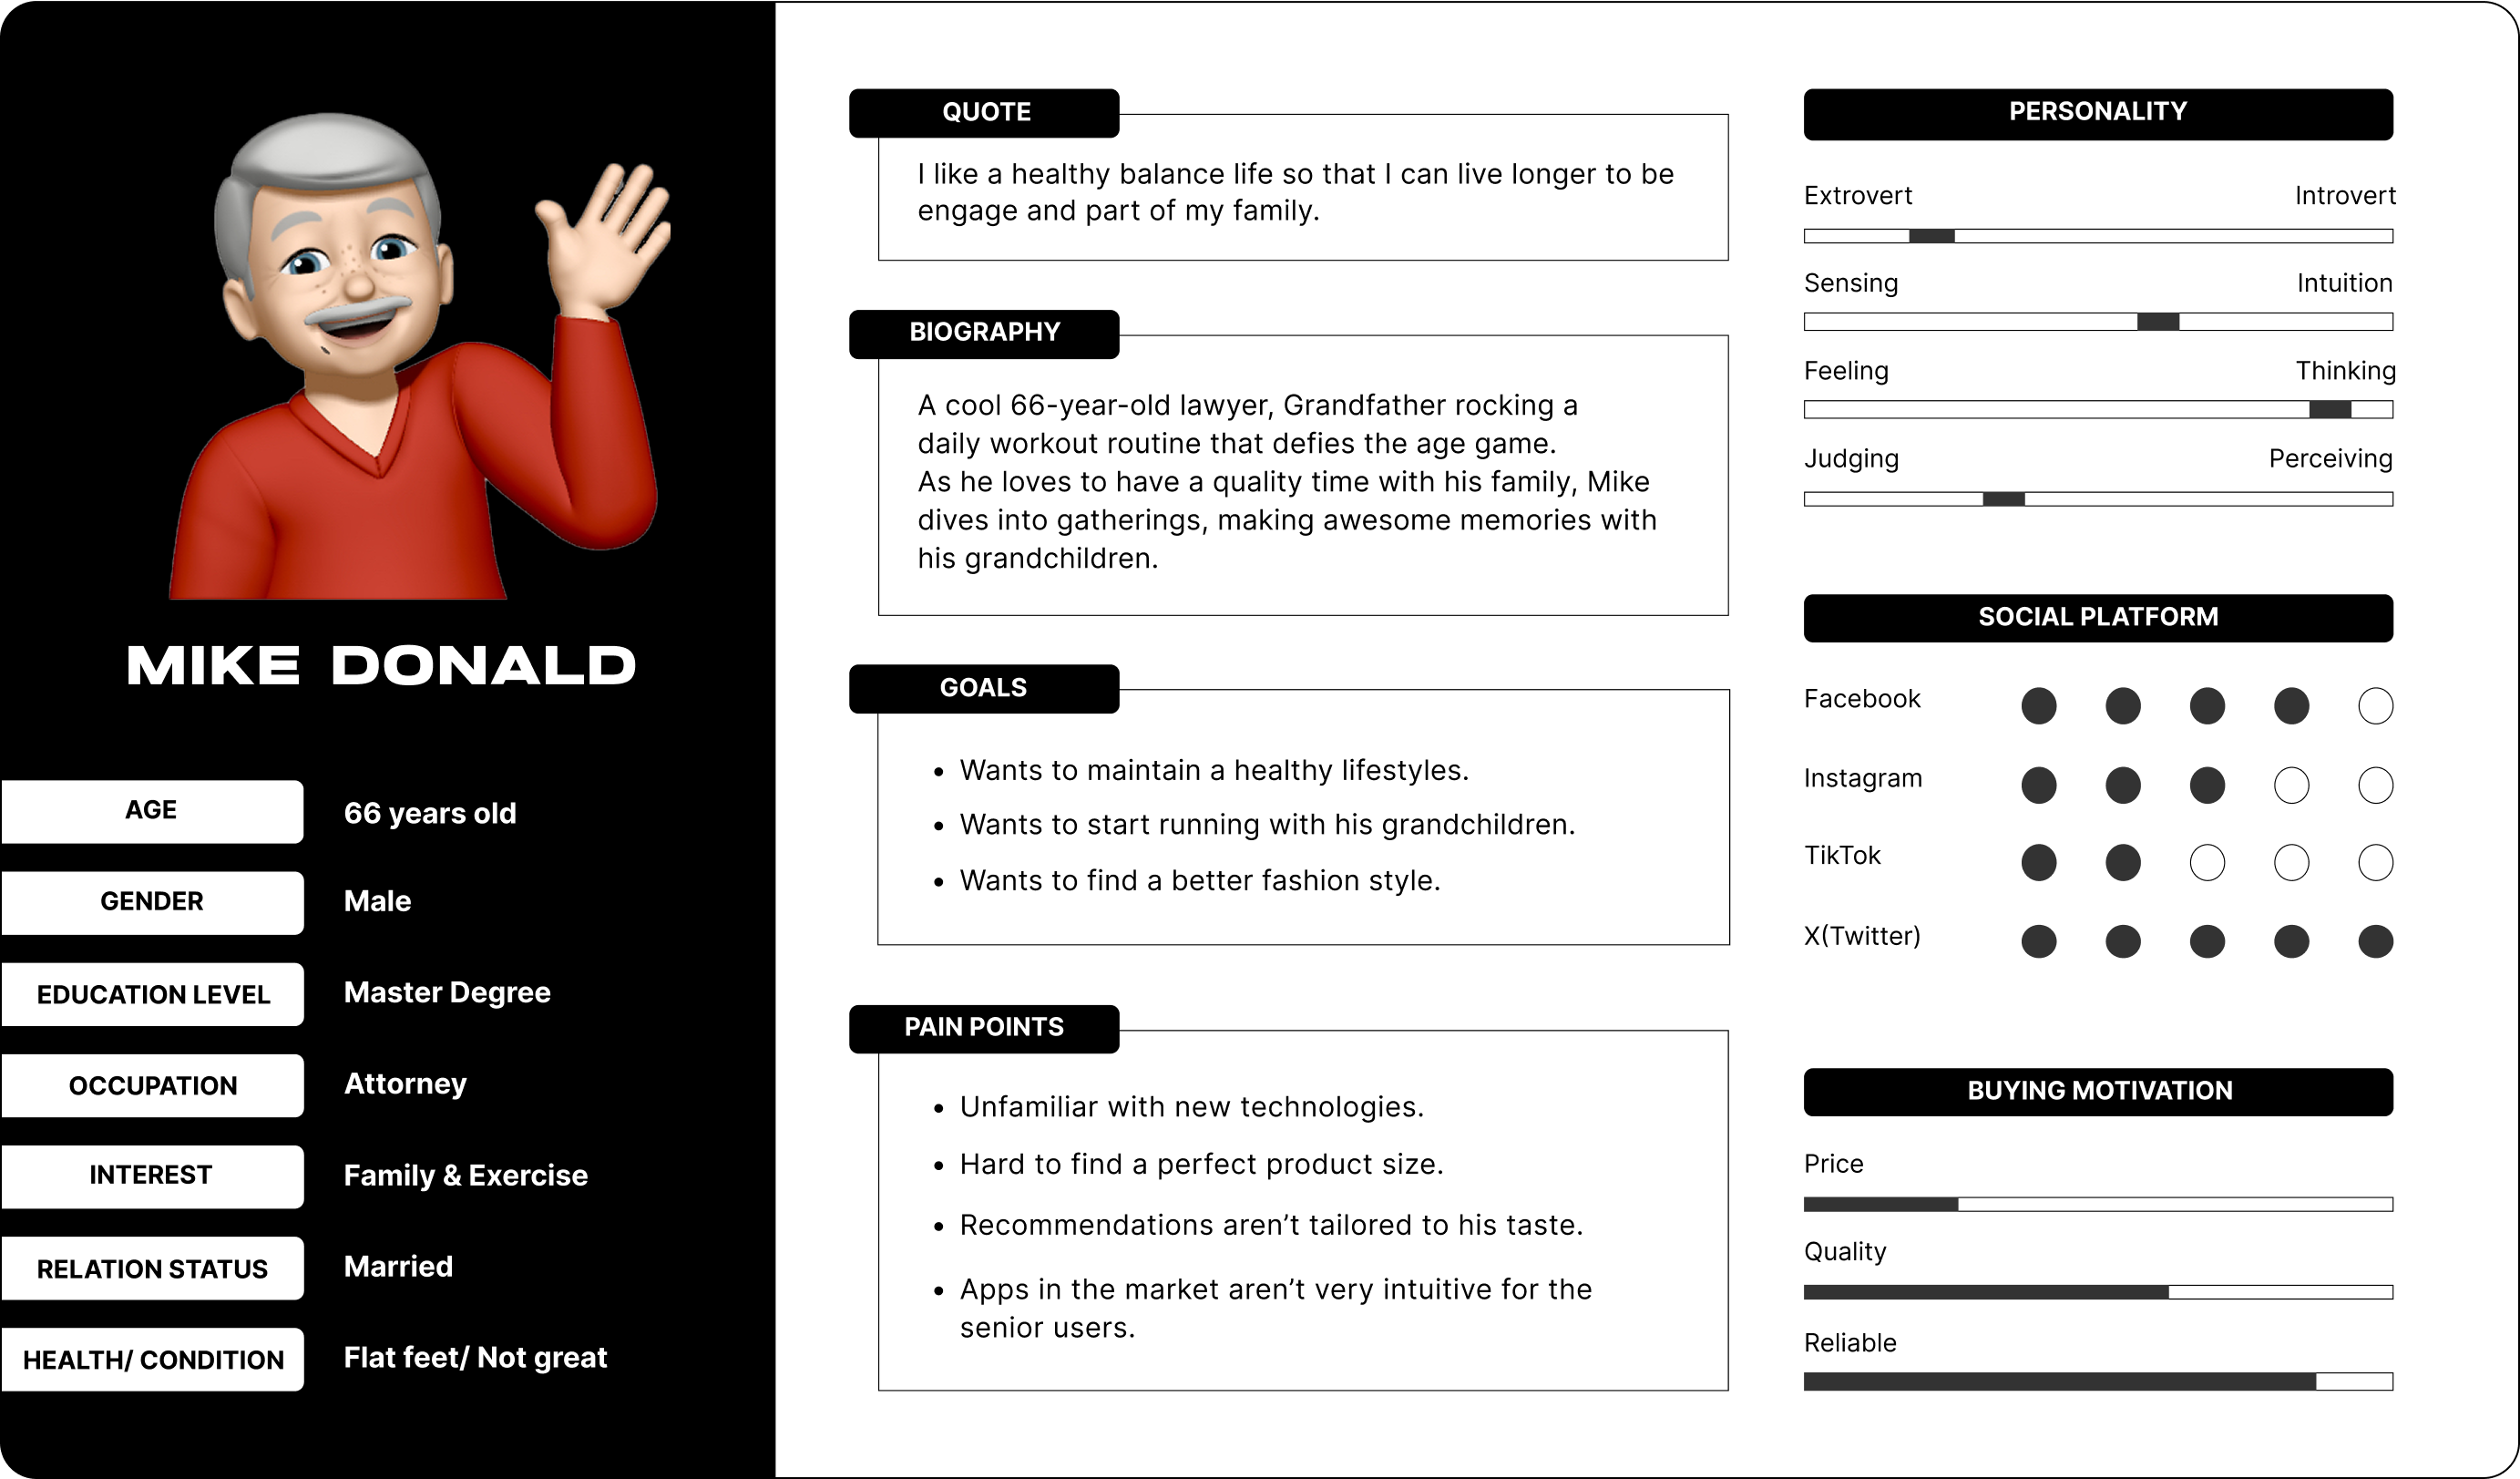 MIKE DONALD
AGE
66 years old
GENDER
Male
EDUCATION LEVEL
Master Degree
OCCUPATION
Attorney
INTEREST
Family & Exercise
RELATION STATUS
Married
HEALTH/ CONDITION
Flat feet/ Not great
QUOTE
I like a healthy balance life so that I can live longer to be
engage and part of my family.
BIOGRAPHY
A cool 66-year-old lawyer, Grandfather rocking a
daily workout routine that defies the age game.
As he loves to have a quality time with his family, Mike
dives into gatherings, making awesome memories with
his grandchildren.
GOALS
• Wants to maintain a healthy lifestyles.
• Wants to start running with his grandchildren.
• Wants to find a better fashion style.
PAIN POINTS
• Unfamiliar with new technologies.
• Hard to find a perfect product size.
• Recommendations aren’t tailored to his taste.
• Apps in the market aren’t very intuitive for the
senior users.
PERSONALITY
Extrovert Introvert
Sensing Intuition
Feeling Thinking
Judging Perceiving
SOCIAL PLATFORM
Facebook
Instagram
TikTok
X(Twitter)
BUYING MOTIVATION
Price
Quality
Reliable